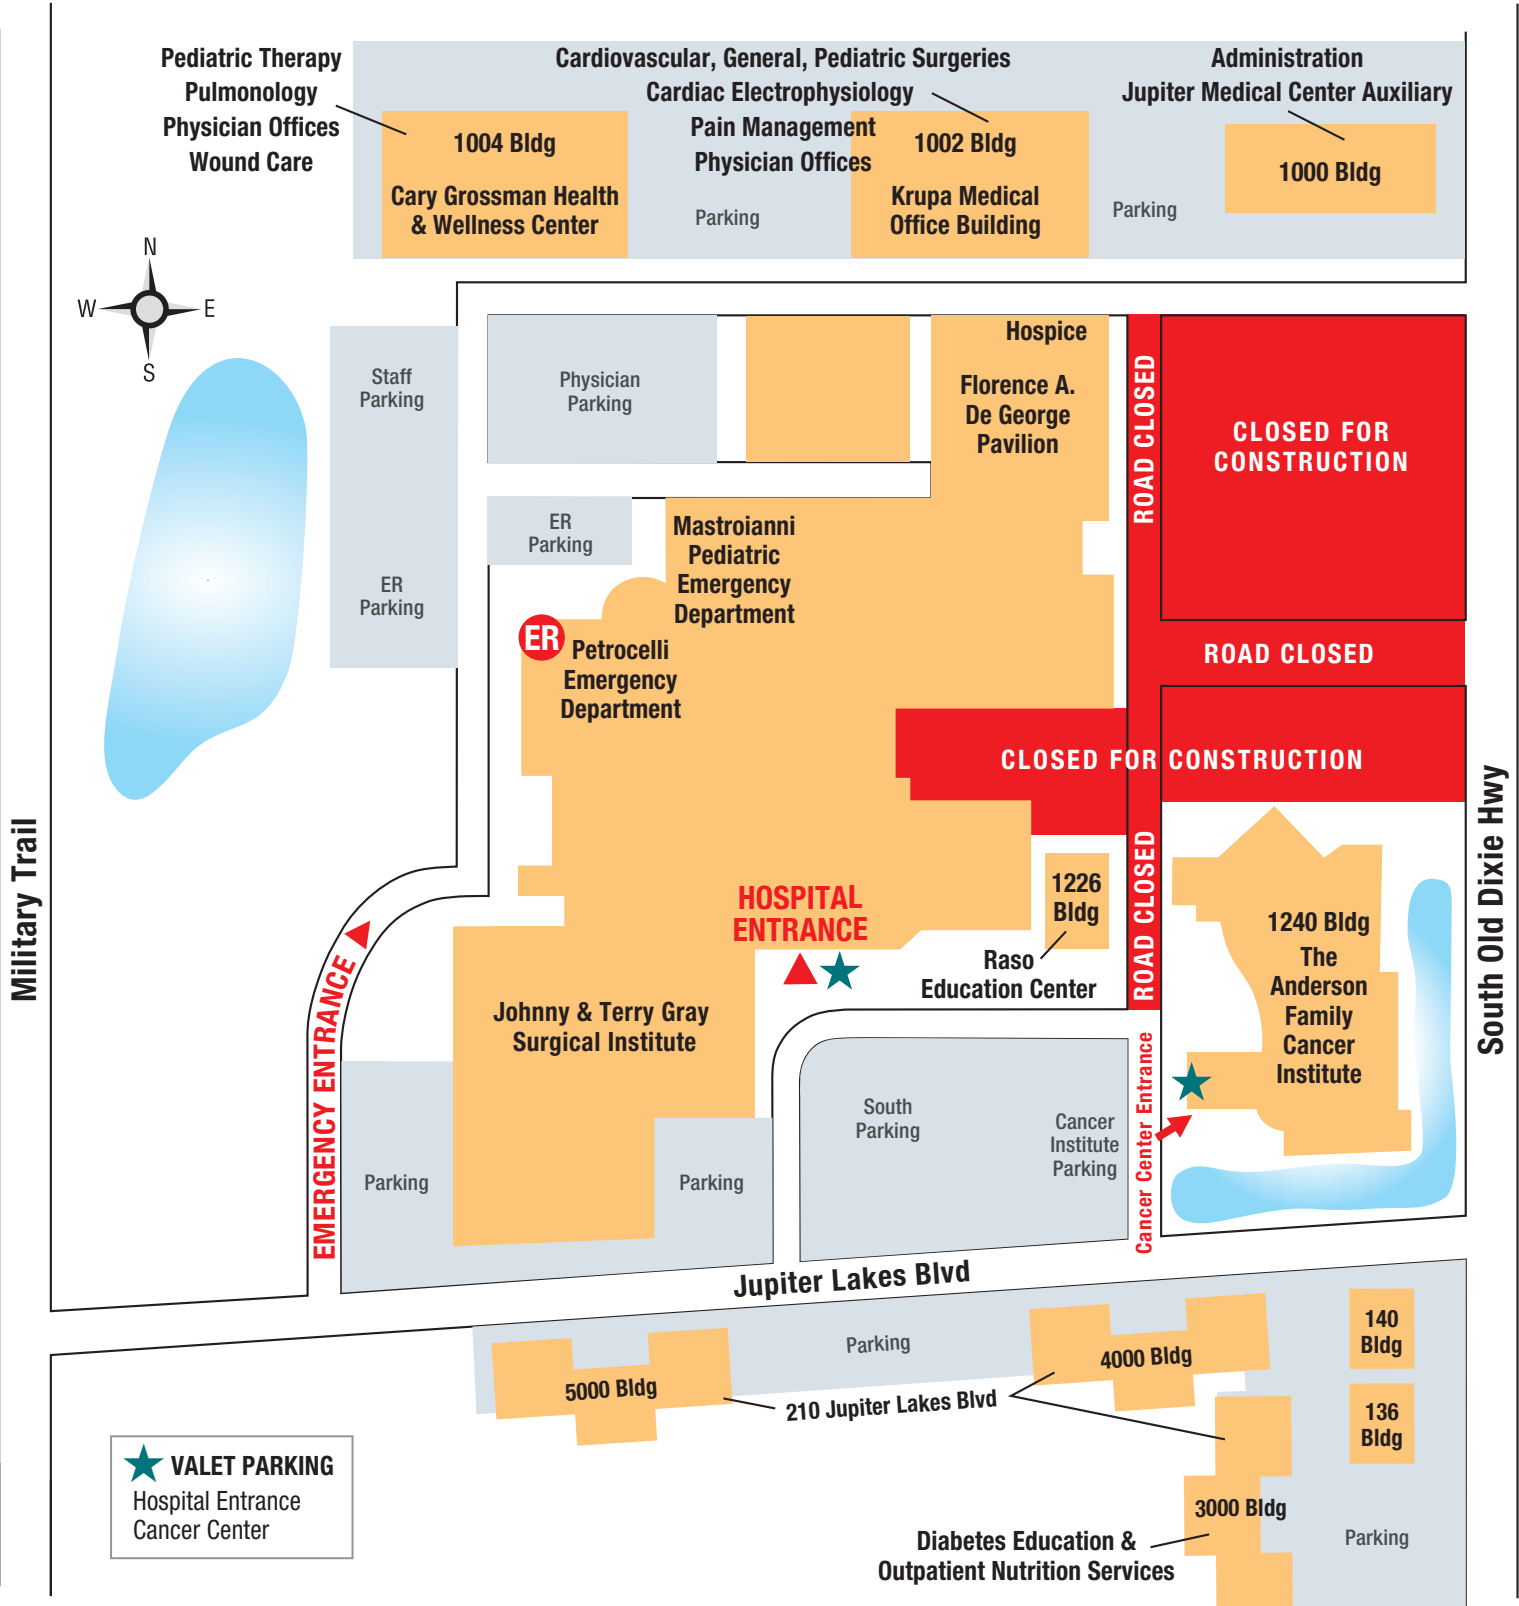 Pediatric Therapy
Pulmonology
Physician Offices
Wound Care
Cardiovascular, General, Pediatric Surgeries
Cardiac Electrophysiology
Pain Management
Physician Offices
Administration
Jupiter Medical Center Auxiliary
1004 Bldg
Cary Grossman Health
& Wellness Center
Parking
1002 Bldg
Krupa Medical
Office Building
Parking
1000 Bldg
N
W
E
S
Staff
Parking
ER
Parking
Physician
Parking
ER
Parking
Hospice
Florence A.
De George
Pavilion
ROAD CLOSED
CLOSED FOR
CONSTRUCTION
Mastroianni
Pediatric
Emergency
Department
ER
Petrocelli
Emergency
Department
ROAD CLOSED
CLOSED FOR CONSTRUCTION
Military Trail
South Old Dixie Hwy
HOSPITAL
ENTRANCE
1226
Bldg
Raso
Education Center
ROAD CLOSED
1240 Bldg
The
Anderson
Family
Cancer
Institute
EMERGENCY ENTRANCE
Johnny & Terry Gray
Surgical Institute
Parking
Parking
South
Parking
Cancer
Institute
Parking
Cancer Center Entrance
Jupiter Lakes Blvd
Parking
5000 Bldg
210 Jupiter Lakes Blvd
4000 Bldg
140
Bldg
136
Bldg
3000 Bldg
Diabetes Education &
Outpatient Nutrition Services
Parking
VALET PARKING
Hospital Entrance
Cancer Center